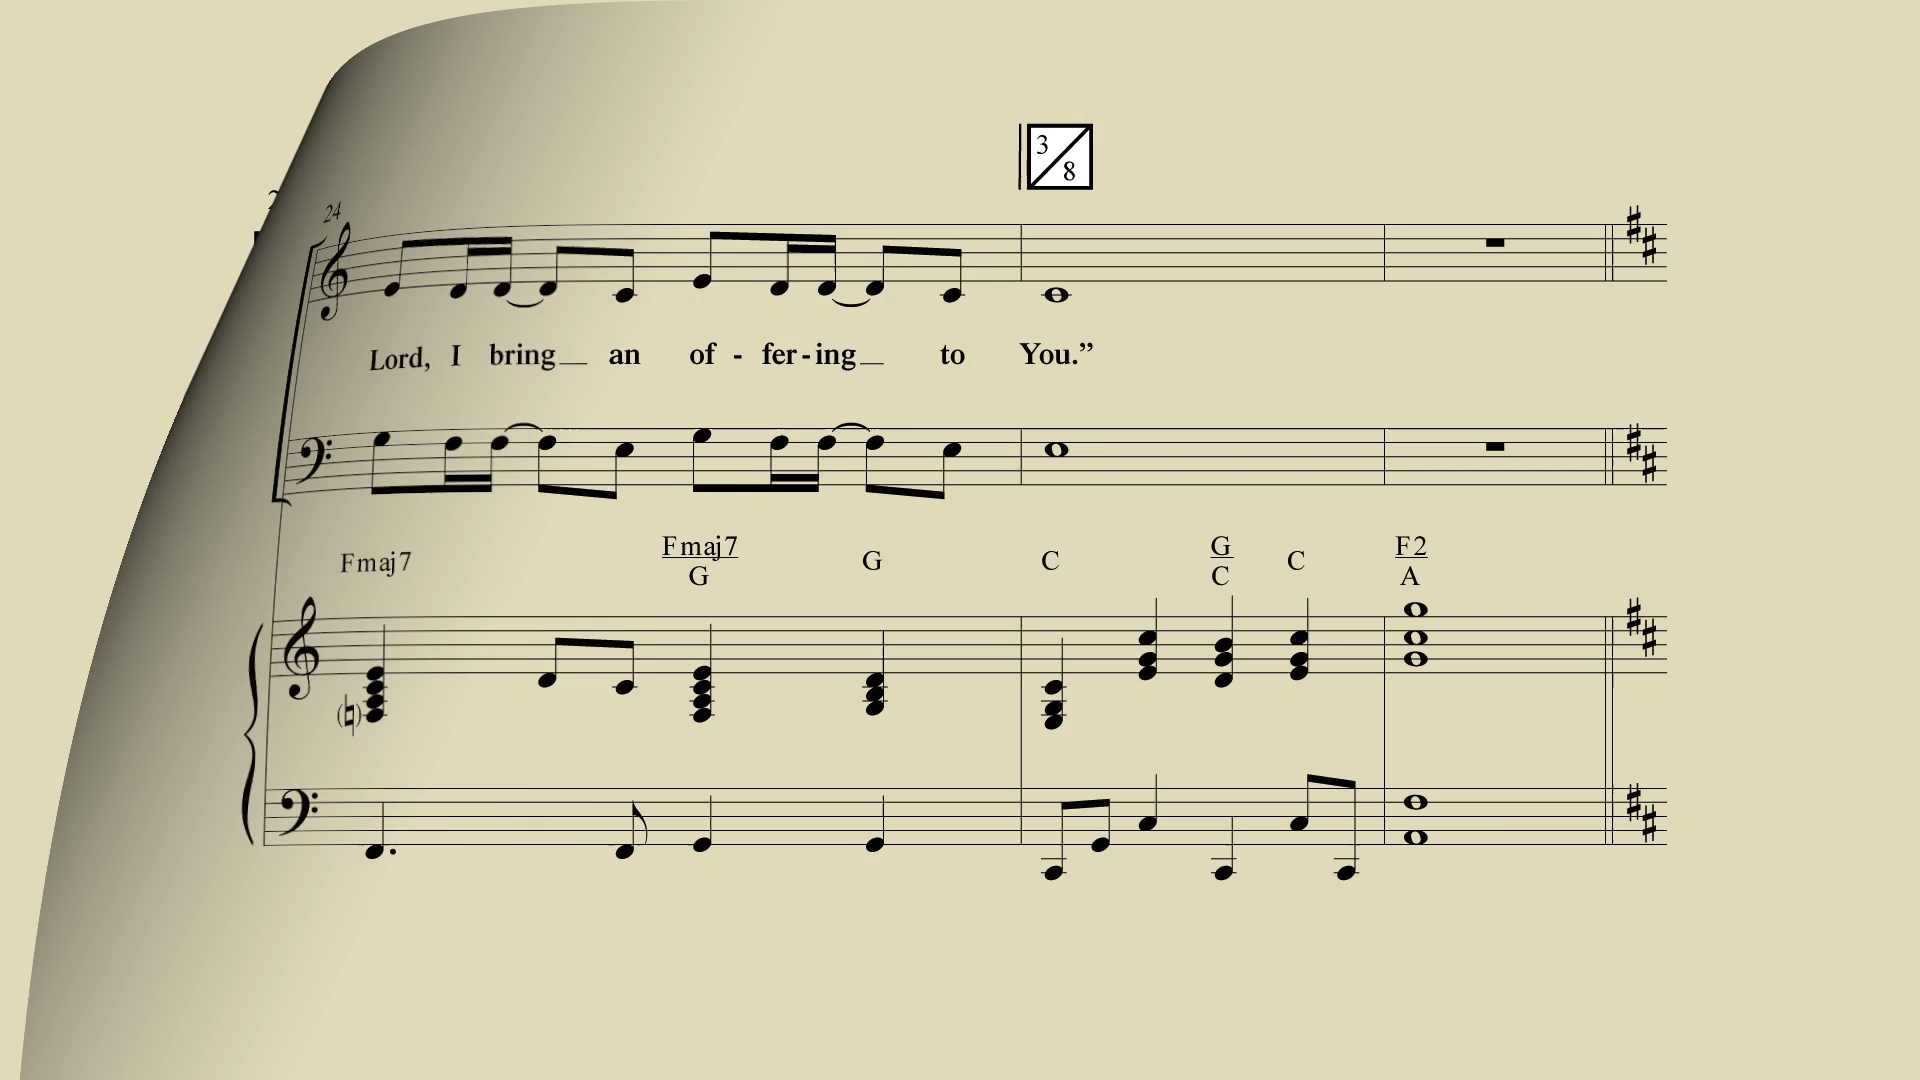 3
8
24
Lord, I bring an of - fer - ing to You.”
Fmaj7 Fmaj7 G C G C F2
G C A